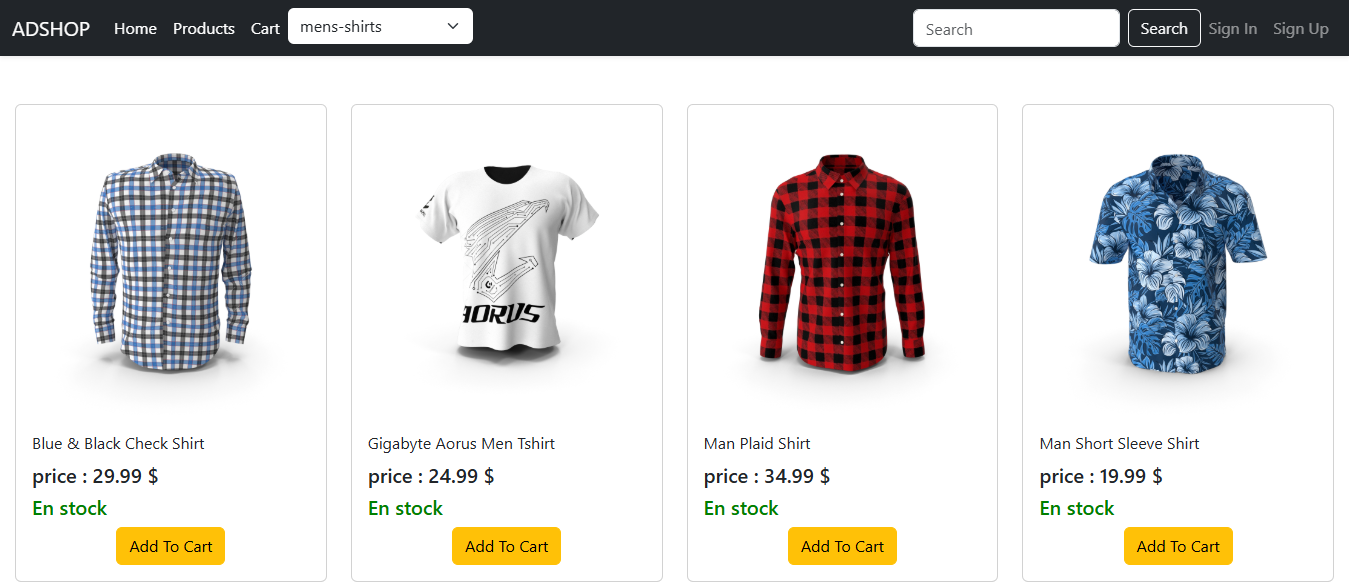 ADSHOP Home Products Cart mens-shirts Search Search Sign In Sign Up
AORUS
Blue & Black Check Shirt
price : 29.99 $
En stock
Add To Cart
Gigabyte Aorus Men Tshirt
price : 24.99 $
En stock
Add To Cart
Man Plaid Shirt
price : 34.99 $
En stock
Add To Cart
Man Short Sleeve Shirt
price : 19.99 $
En stock
Add To Cart